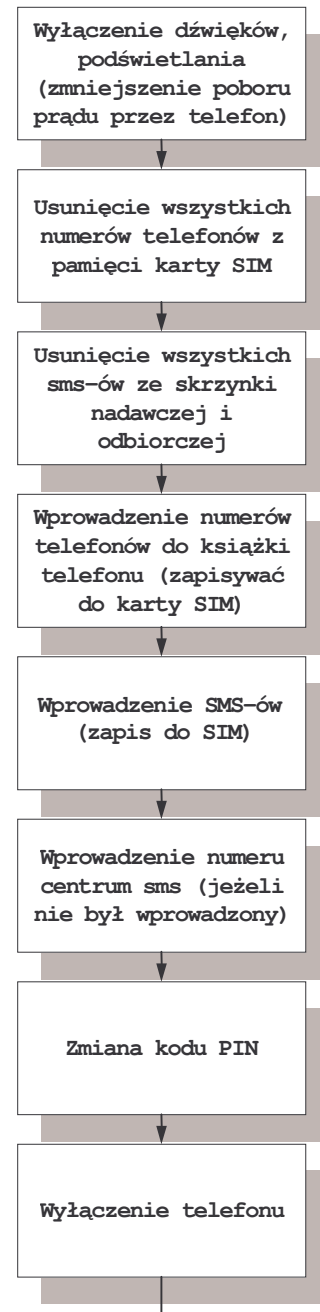 Wyłączenie dźwięków,
podświetlania
(zmniejszenie poboru
prądu przez telefon)
Usunięcie wszystkich
numerów telefonów z
pamięci karty SIM
Usunięcie wszystkich
sms-ów ze skrzynki
nadawczej i
odbiorczej
Wprowadzenie numerów
telefonów do książki
telefonu (zapisywać
do karty SIM)
Wprowadzenie SMS-ów
(zapis do SIM)
Wprowadzenie numeru
centrum sms (jeżeli
nie był wprowadzony)
Zmiana kodu PIN
Wyłączenie telefonu